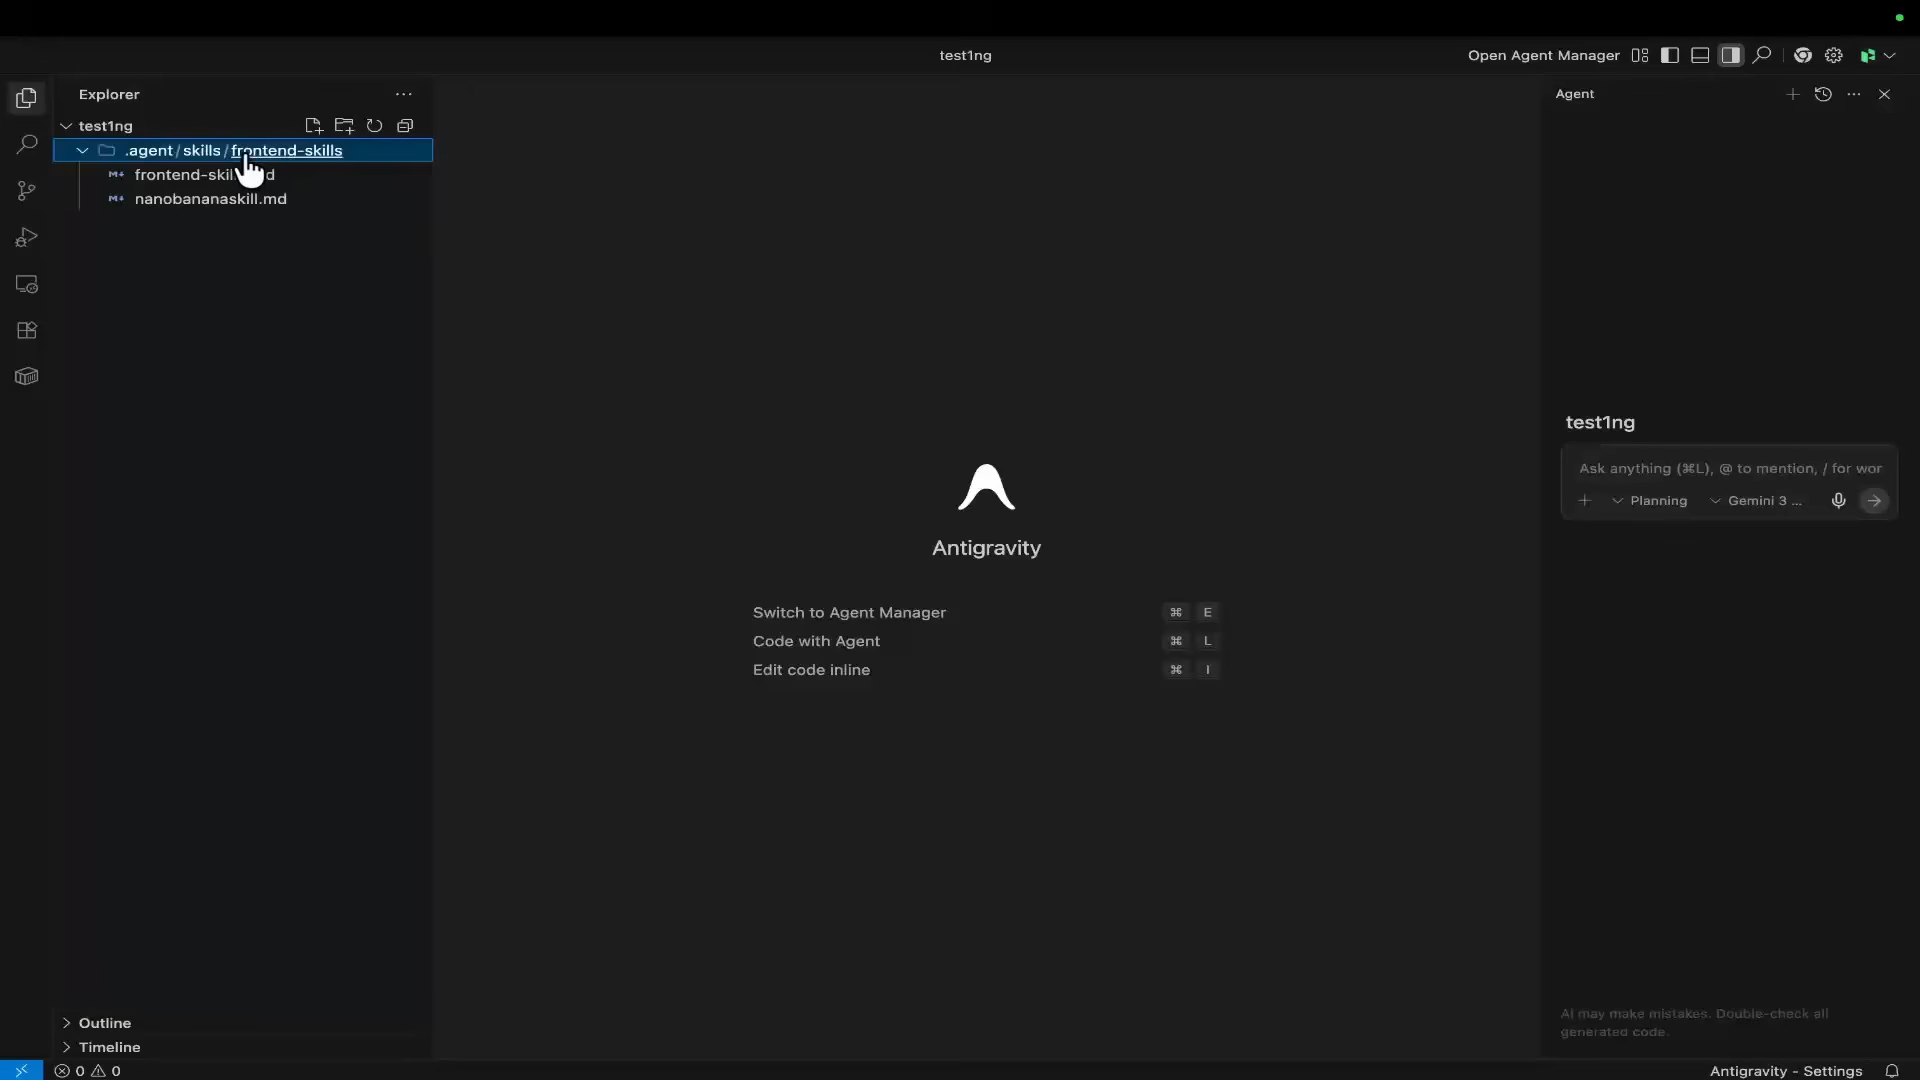 test1ng
Open Agent Manager
Explorer
test1ng
.agent / skills / frontend-skills
nanobananaskill.md
Antigravity
Switch to Agent Manager ⌘ E
Code with Agent ⌘ L
Edit code inline ⌘ I
Agent
test1ng
Ask anything (⌘L), @ to mention, / for wor
Planning
Gemini 3 ...
AI may make mistakes. Double-check all
generated code.
Outline
Timeline
0 0
Antigravity - Settings